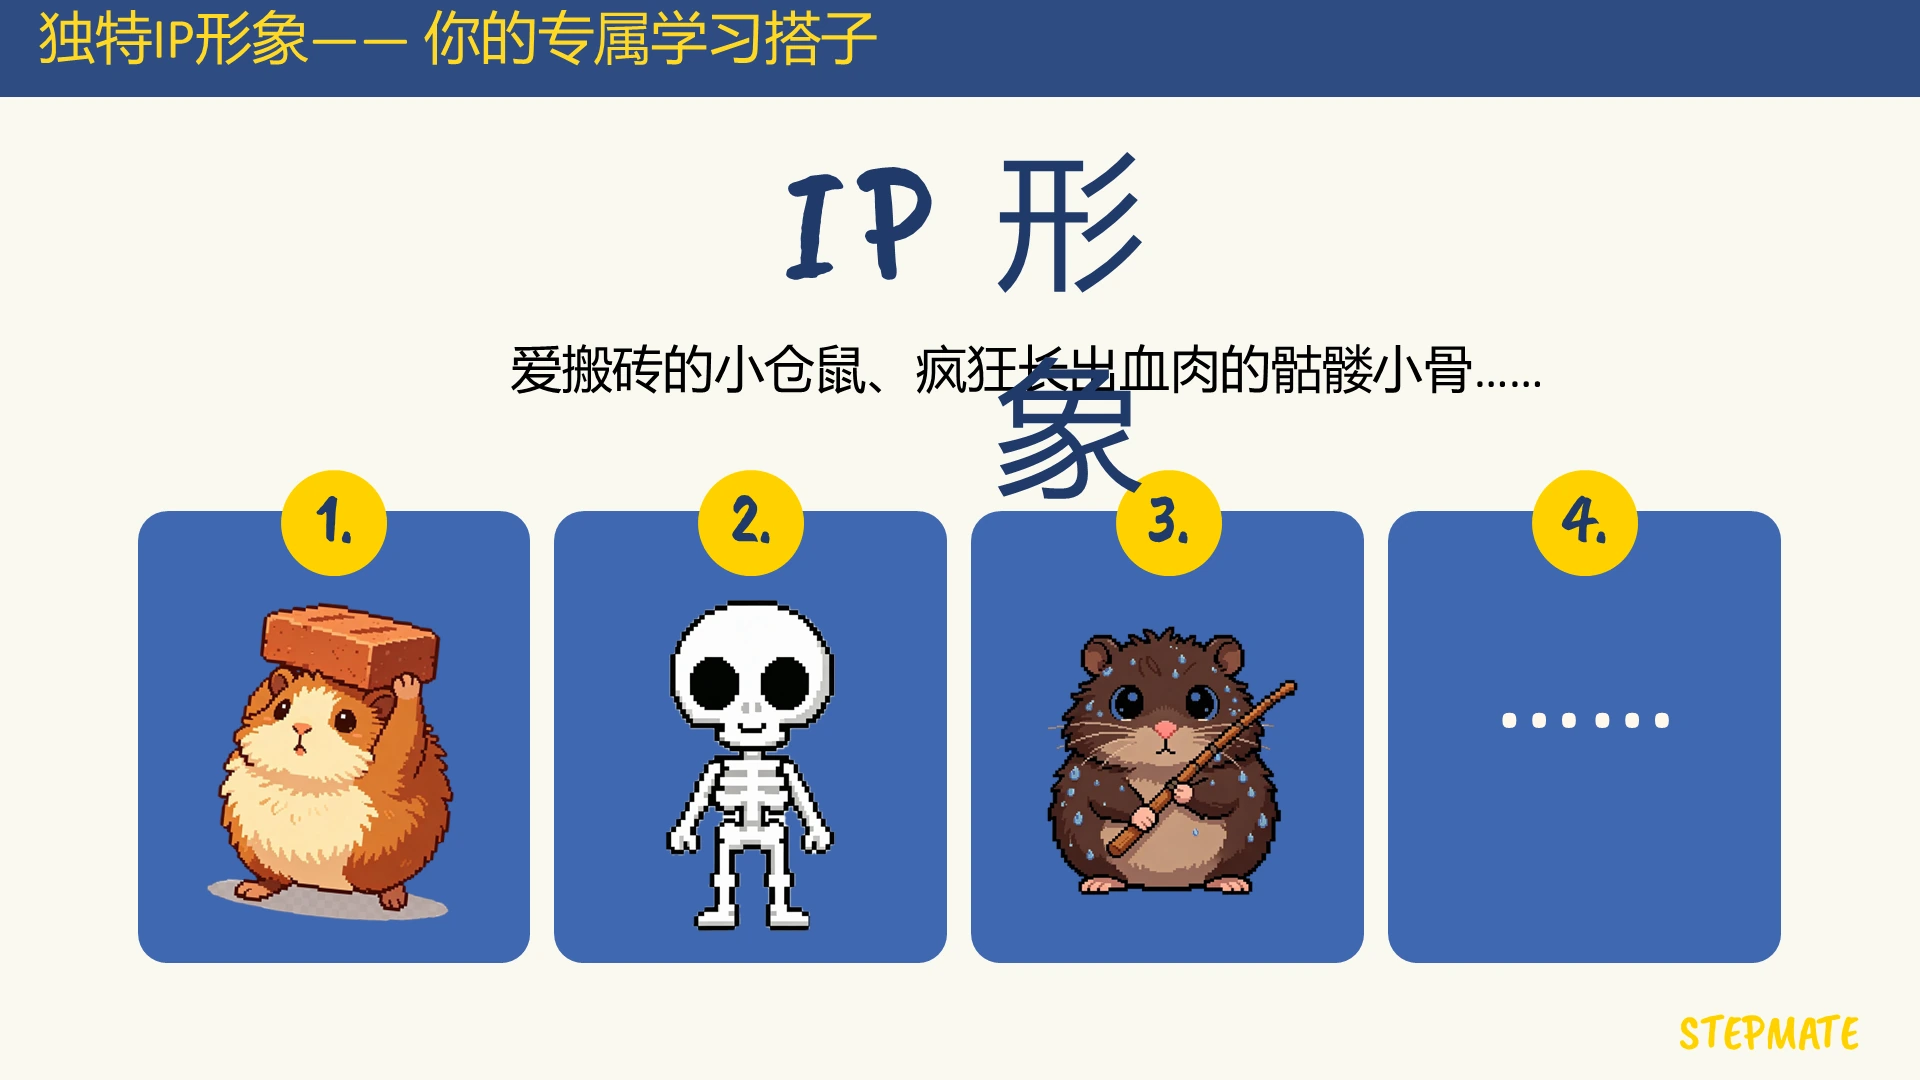 独特IP形象—— 你的专属学习搭子
IP 形
象
爱搬砖的小仓鼠、疯狂长出血肉的骷髅小骨……
1.
2.
3.
4.
……
STEPMATE